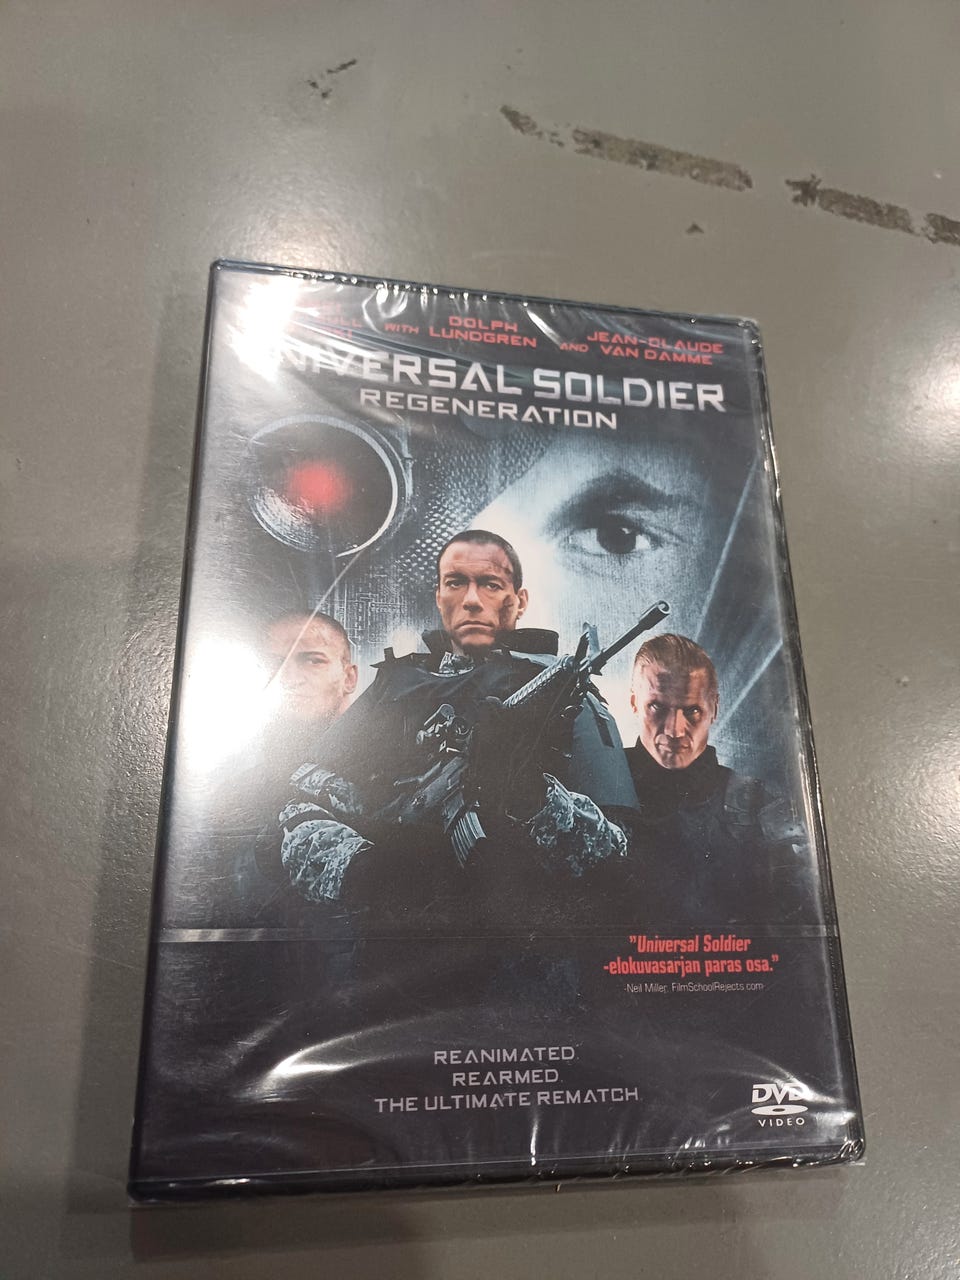 WITH DOLPH LUNDGREN AND JEAN-CLAUDE VAN DAMME
UNIVERSAL SOLDIER
REGENERATION
"Universal Soldier
-elokuvasarjan paras osa."
-Neil Miller, FilmSchoolRejects.com
REANIMATED.
REARMED.
THE ULTIMATE REMATCH.
DVD
VIDEO